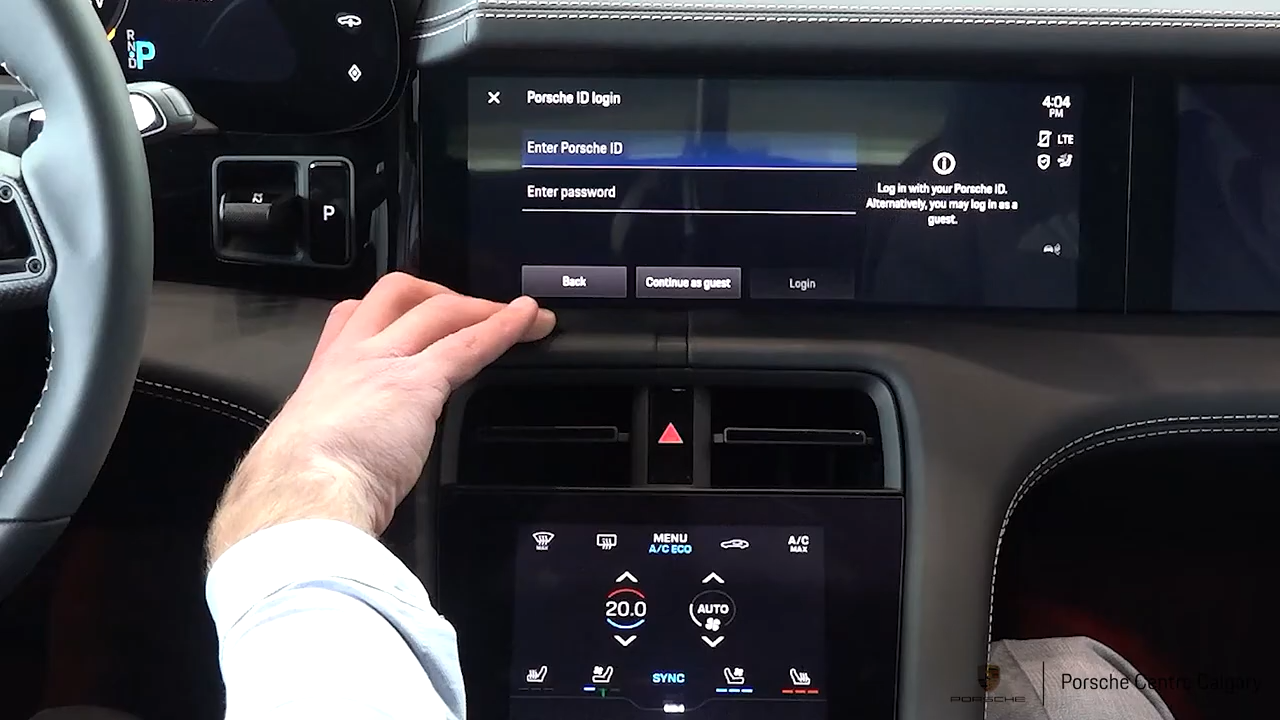 R
N
D
P
P
Porsche ID login
Enter Porsche ID
Enter password
Back
Continue as guest
Login
4:04
PM
LTE
Log in with your Porsche ID.
Alternatively, you may log in as a
guest.
MAX
MENU
A/C ECO
A/C
MAX
20.0
AUTO
SYNC
PORSCHE
Porsche Centre Calgary